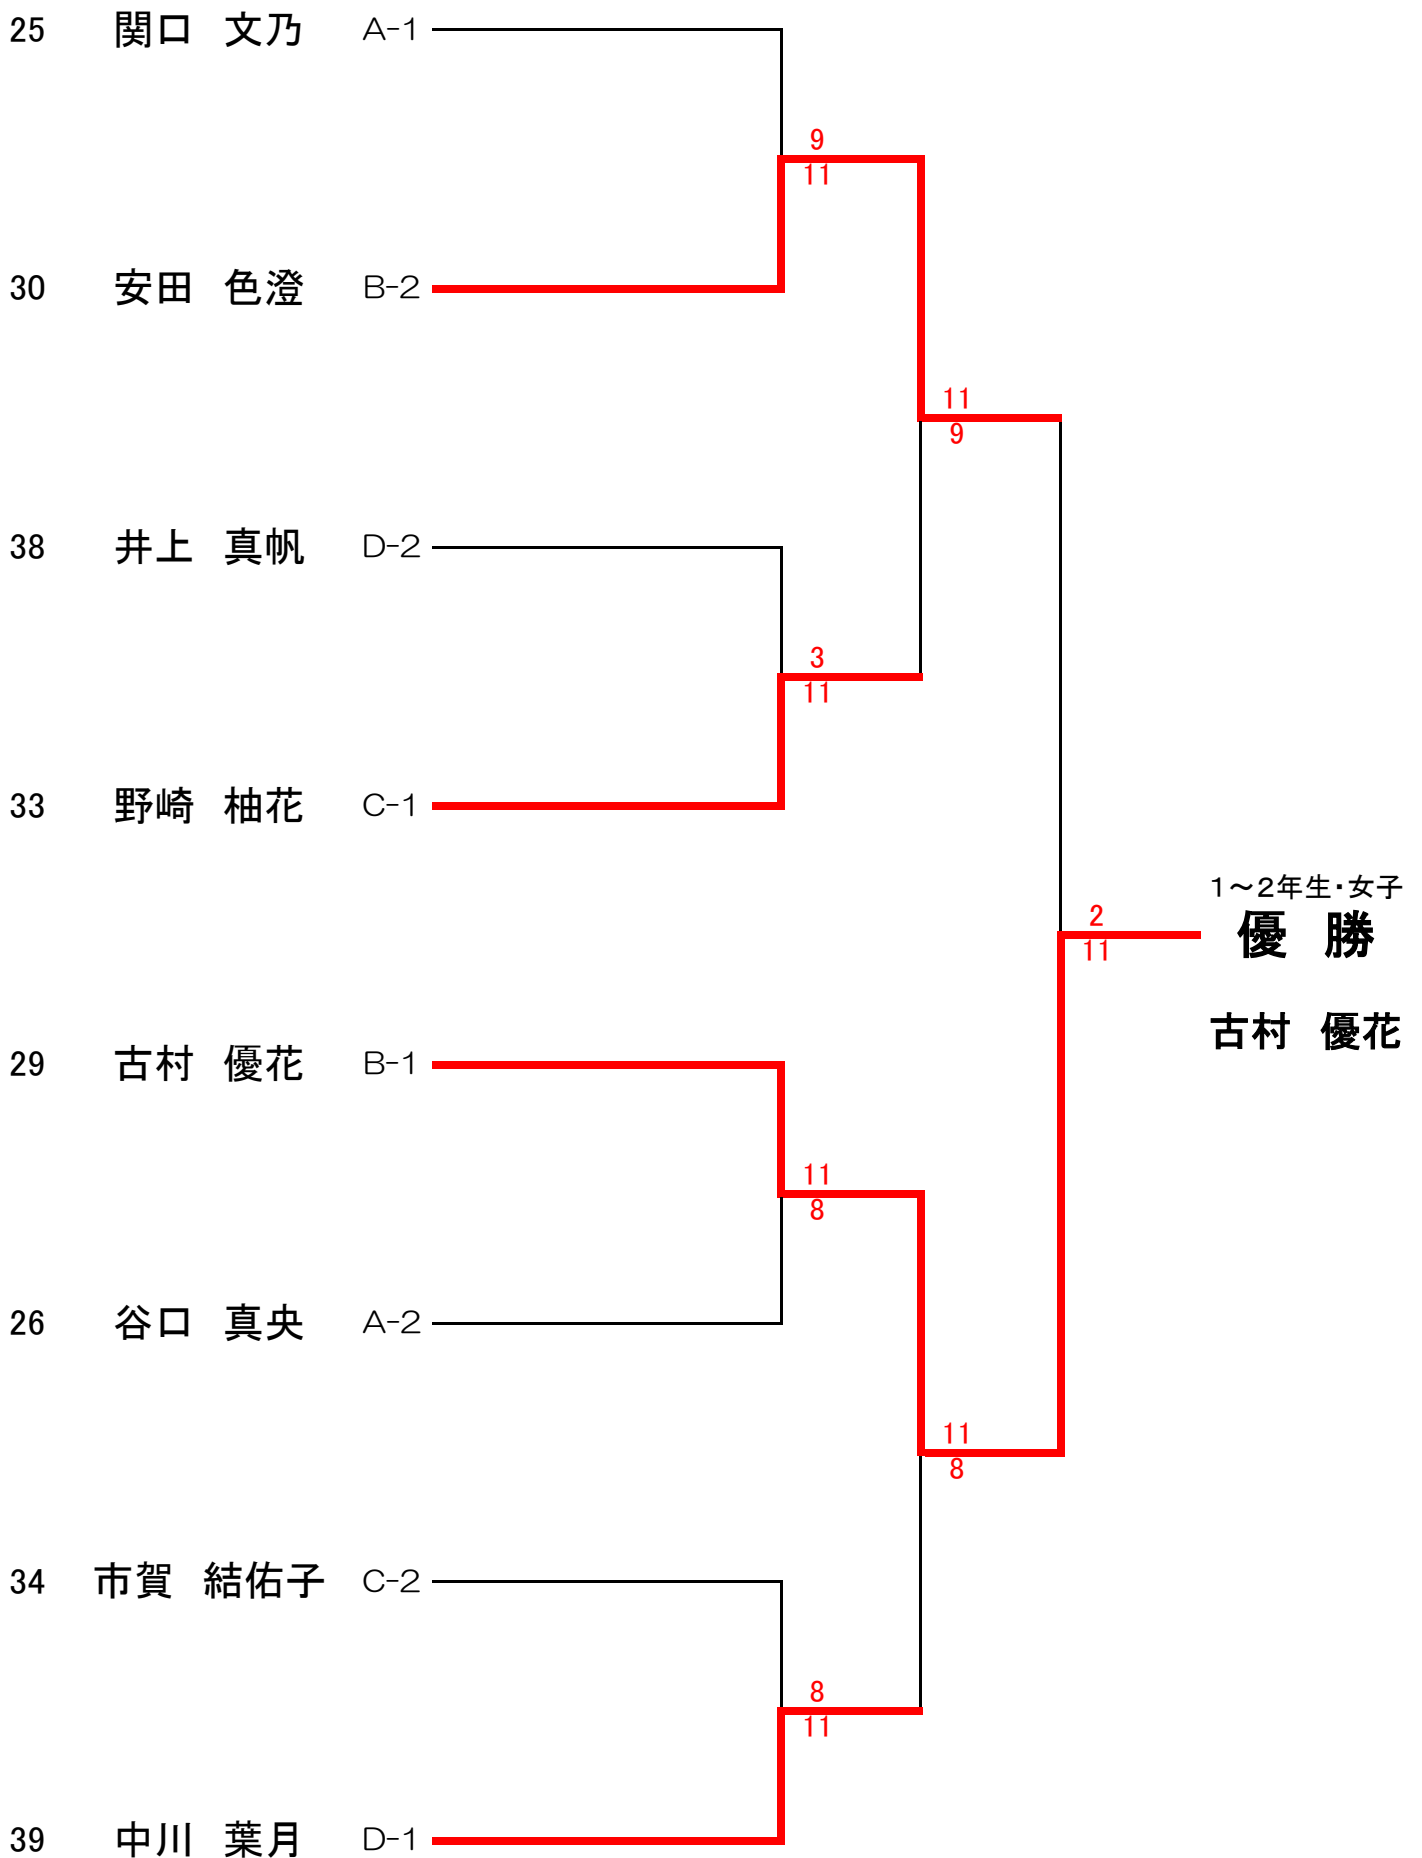 25 関口 文乃 A-1
9
11
30 安田 色澄 B-2
11
9
38 井上 真帆 D-2
3
11
33 野崎 柚花 C-1
1～2年生・女子
2
優 勝
11
古村 優花
29 古村 優花 B-1
11
8
26 谷口 真央 A-2
11
8
34 市賀 結佑子 C-2
8
11
39 中川 葉月 D-1